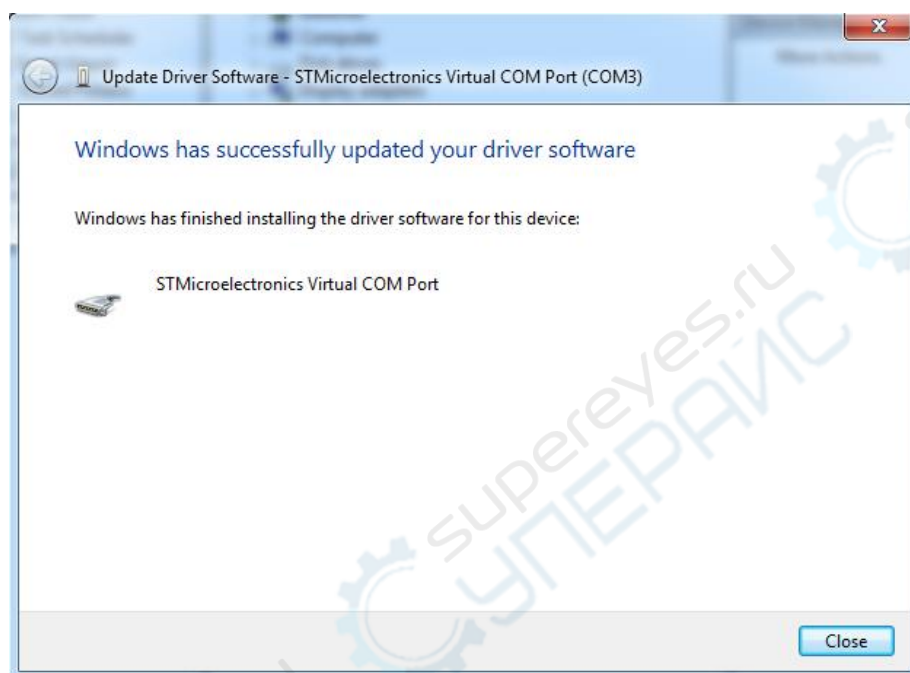 Update Driver Software - STMicroelectronics Virtual COM Port (COM3)
Windows has successfully updated your driver software
Windows has finished installing the driver software for this device:
STMicroelectronics Virtual COM Port
supereyes.ru
СУПЕРАЙС
Close